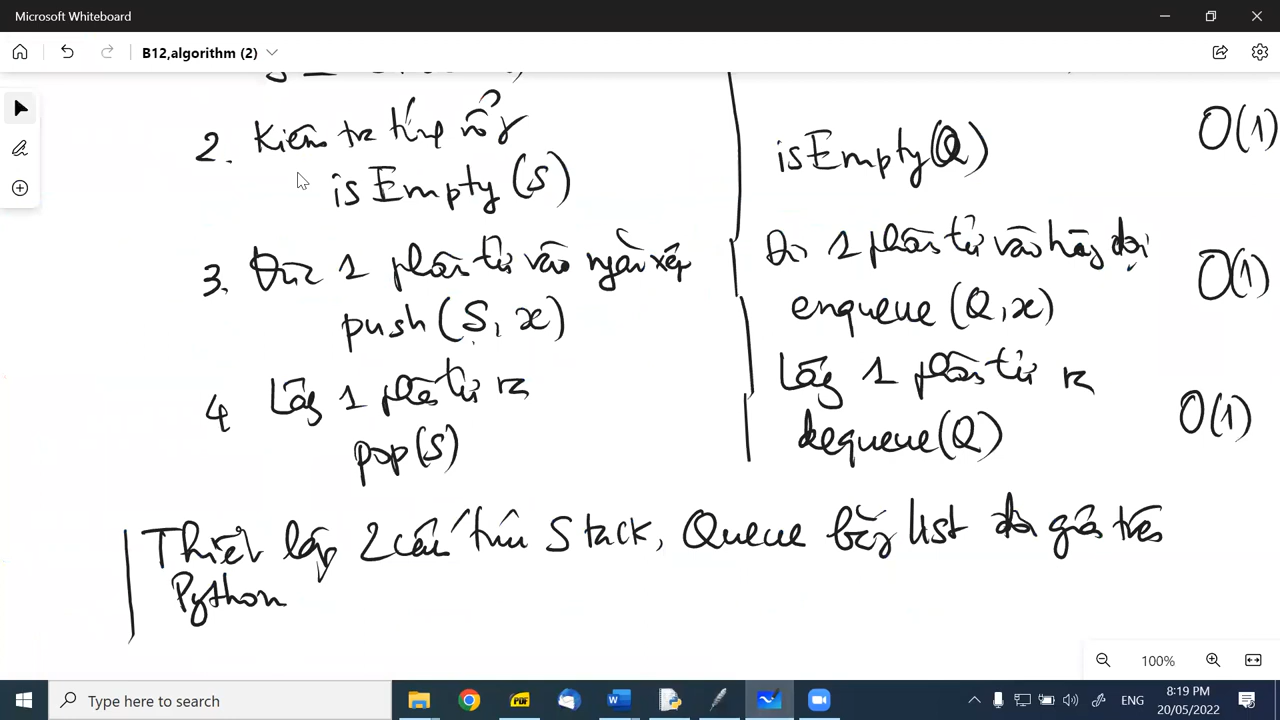 Microsoft Whiteboard
B12,algorithm (2)
2. Kiểm tra tính rỗng
isEmpty(S)
isEmpty(Q)
O(1)
3. Đưa 1 phần tử vào ngăn xếp
push(S, x)
Đưa 1 phần tử vào hàng đợi
enqueue(Q, x)
O(1)
4 Lấy 1 phần tử ra
pop(S)
Lấy 1 phần tử ra
dequeue(Q)
O(1)
Thiết lập 2 cấu trúc Stack, Queue bằng list đơn giản trên
Python
100%
Type here to search
ENG
8:19 PM
20/05/2022